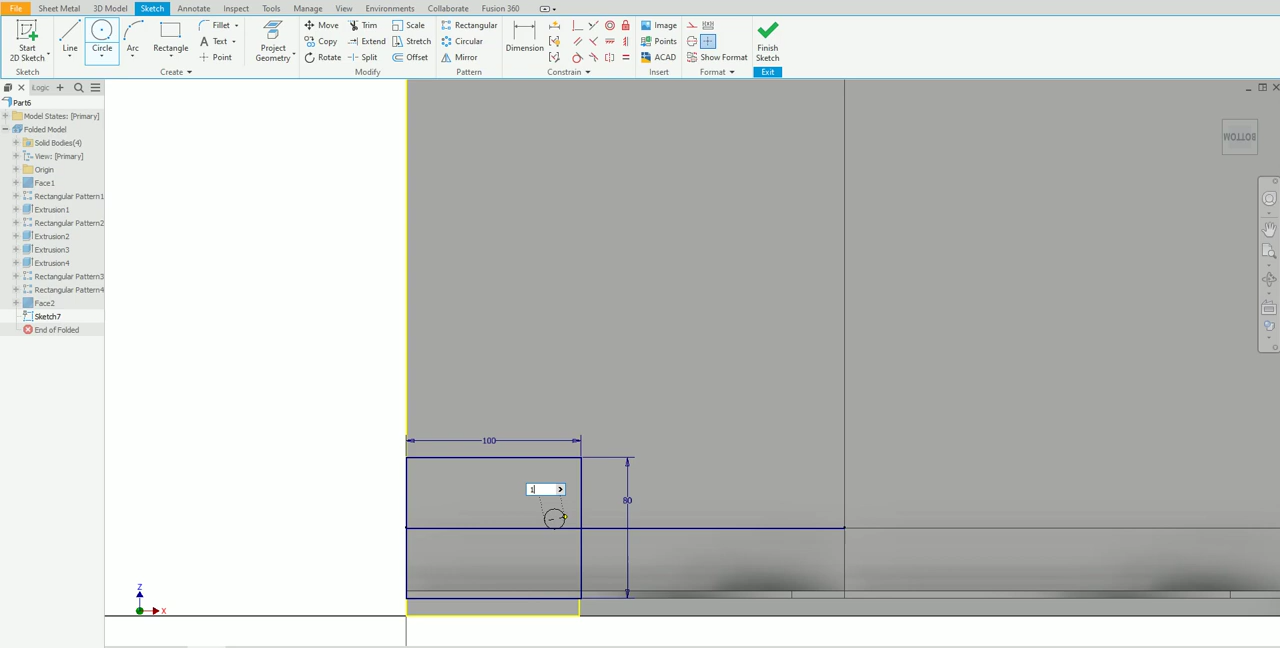 File Sheet Metal 3D Model Sketch Annotate Inspect Tools Manage View Environments Collaborate Fusion 360
Start
2D Sketch
Line
Circle
Arc
Rectangle
Fillet
Text
Point
Project
Geometry
Move
Copy
Rotate
Trim
Extend
Split
Scale
Stretch
Offset
Rectangular
Circular
Mirror
Dimension
Image
Points
ACAD
Show Format
Finish
Sketch
Sketch Create Modify Pattern Constrain Insert Format Exit
Logic
Part6
Model States: [Primary]
Folded Model
Solid Bodies(4)
View: [Primary]
Origin
Face1
Rectangular Pattern1
Extrusion1
Rectangular Pattern2
Extrusion2
Extrusion3
Extrusion4
Rectangular Pattern3
Rectangular Pattern4
Face2
Sketch7
End of Folded
BOTTOM
100
1
80
Z
X